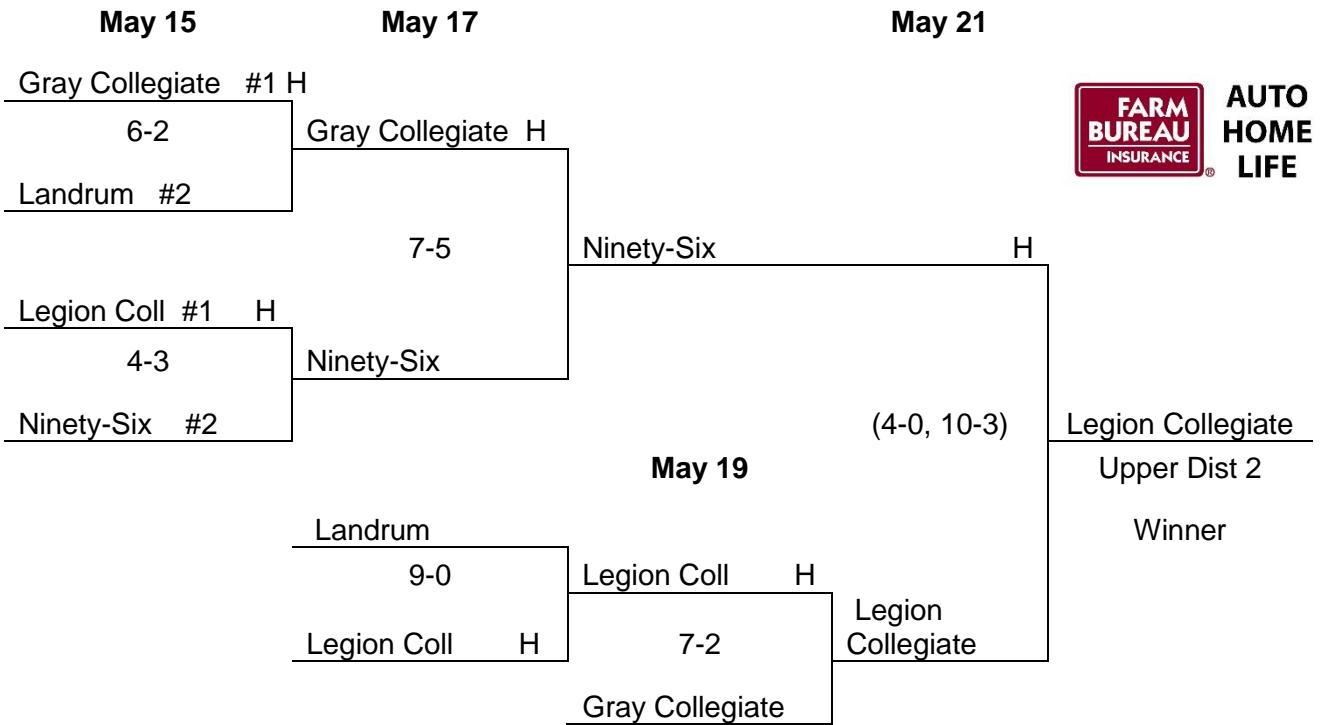 May 15 May 17 May 21
Gray Collegiate #1 H
FARM
BUREAU
INSURANCE
®
AUTO
HOME
LIFE
6-2 Gray Collegiate H
Landrum #2
7-5 Ninety-Six H
Legion Coll #1 H
4-3 Ninety-Six
Ninety-Six #2 (4-0, 10-3) Legion Collegiate
May 19 Upper Dist 2
Landrum Winner
9-0 Legion Coll H
Legion
Legion Coll H 7-2 Collegiate
Gray Collegiate